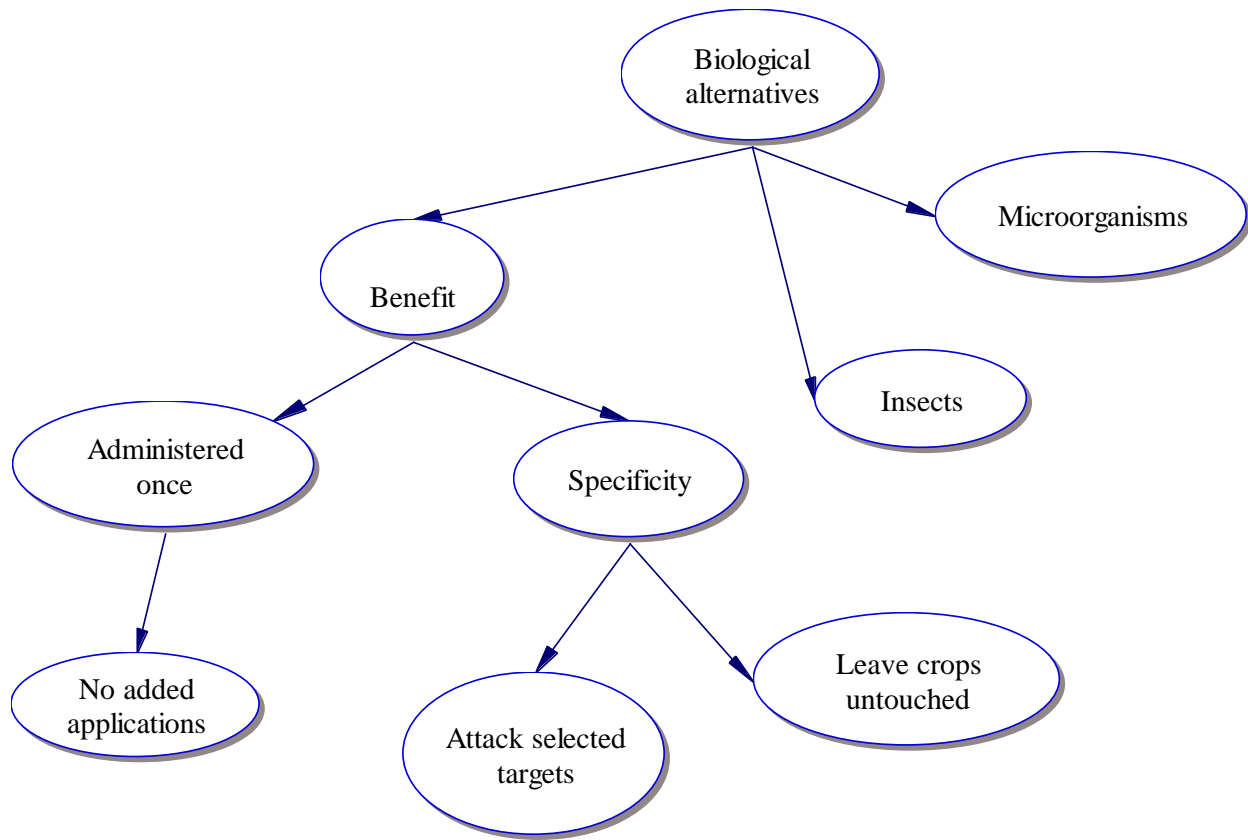 Biological
alternatives
Microorganisms
Benefit
Insects
Administered
once
Specificity
Leave crops
untouched
No added
applications
Attack selected
targets